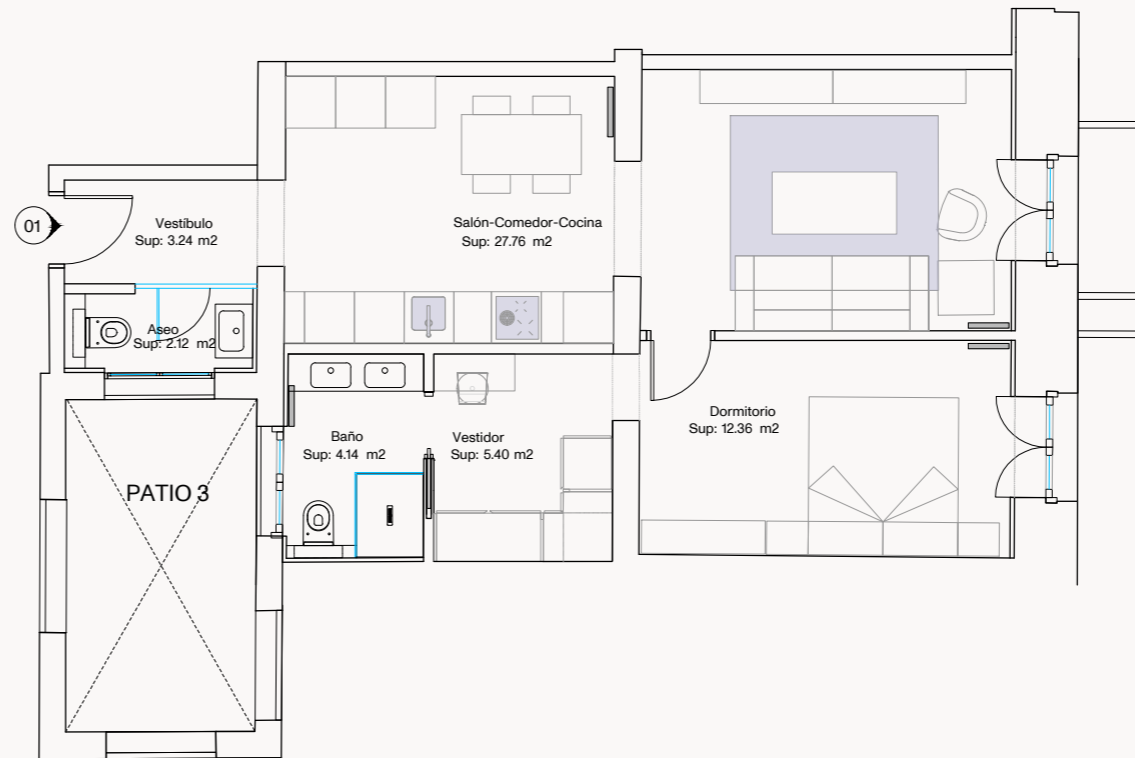 01
Vestíbulo
Sup: 3.24 m2
Salón-Comedor-Cocina
Sup: 27.76 m2
Aseo
Sup: 2.12 m2
Baño
Sup: 4.14 m2
Vestidor
Sup: 5.40 m2
Dormitorio
Sup: 12.36 m2
PATIO 3